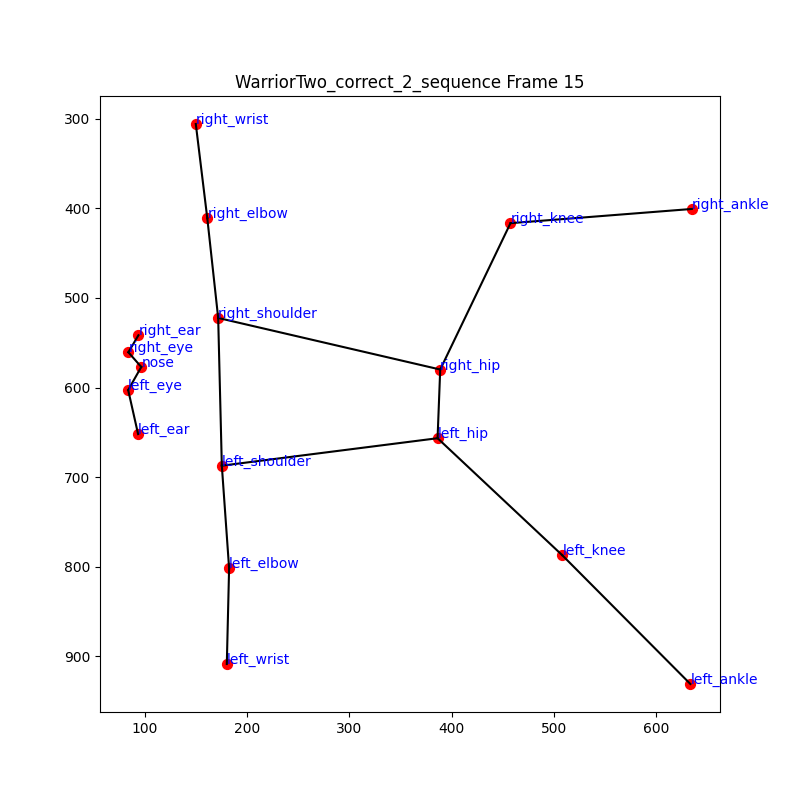 WarriorTwo_correct_2_sequence Frame 15
300
right_wrist
400
right_ankle
right_elbow
right_knee
500
right_shoulder
right_ear
right_eye
nose
right_hip
600
left_eye
left_ear
left_hip
left_shoulder
700
left_knee
800
left_elbow
900
left_wrist
left_ankle
100 200 300 400 500 600